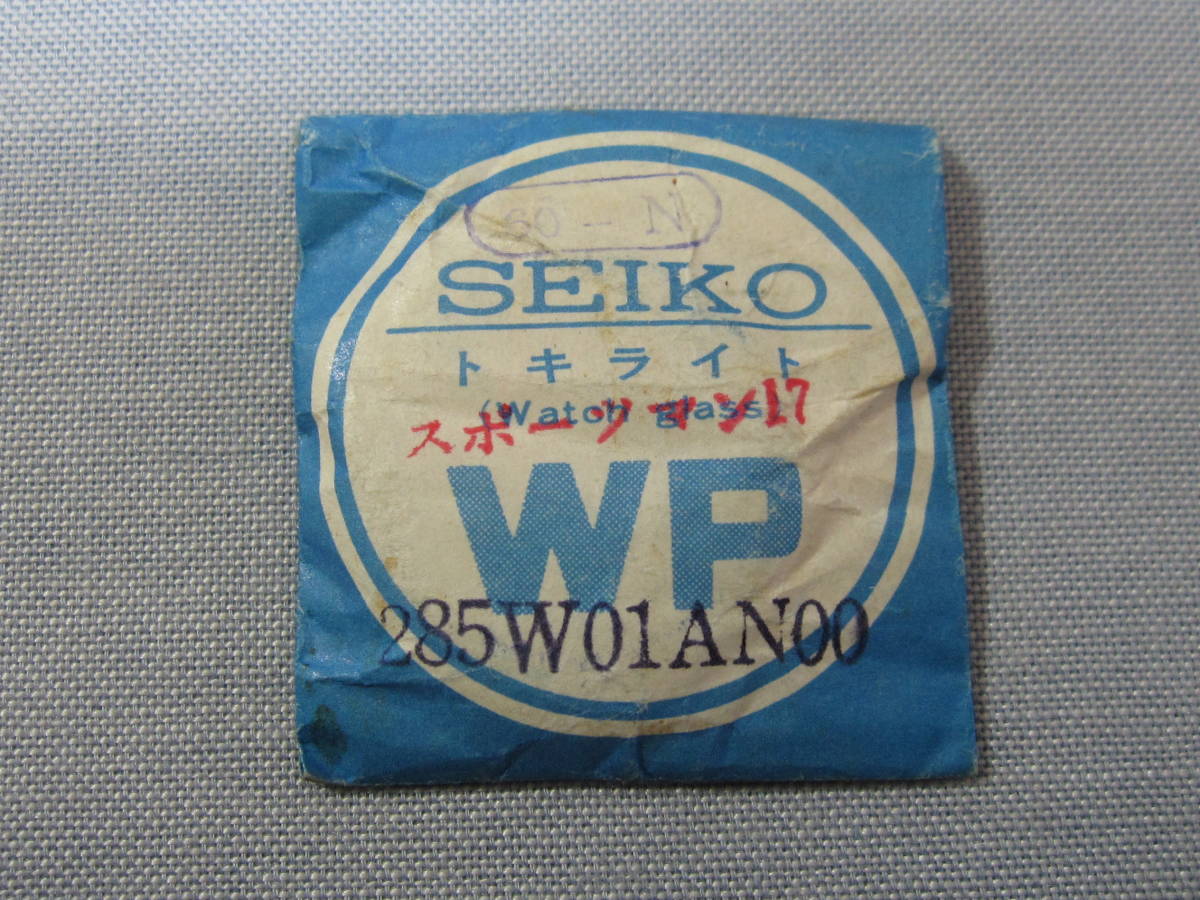 60 - N
SEIKO
トキライト
(Watch glass)
スポーツマン17
WP
285W01AN00